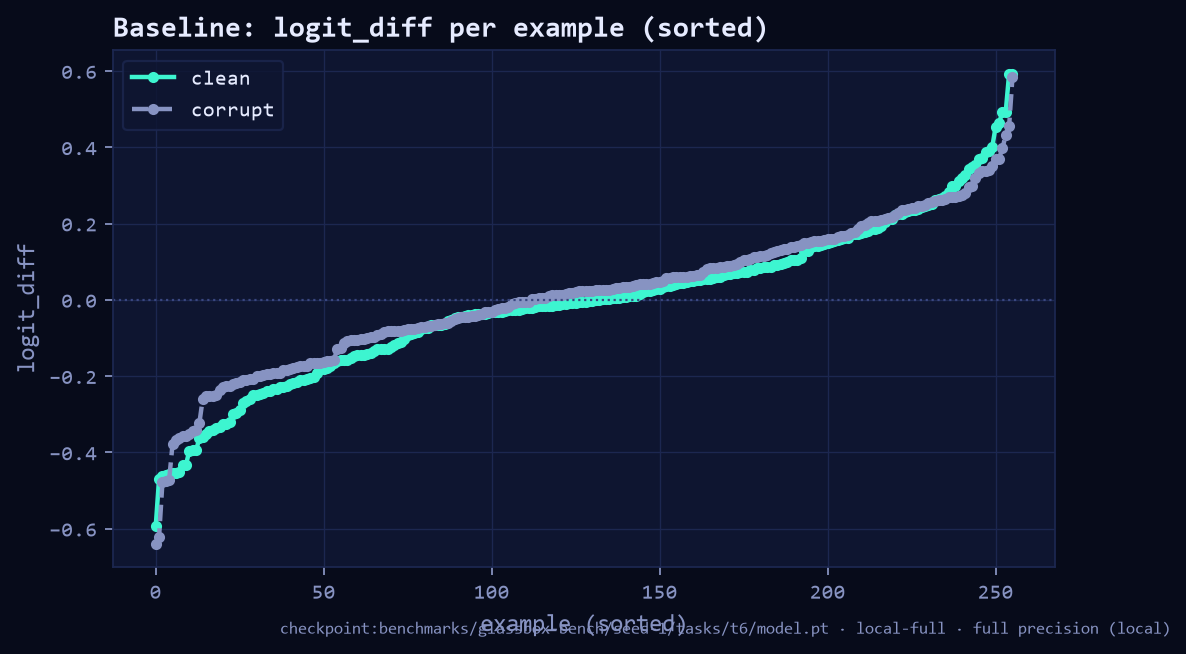 Baseline: logit_diff per example (sorted)
clean
corrupt
logit_diff
0.6
0.4
0.2
0.0
−0.2
−0.4
−0.6
0
50
100
150
200
250
example (sorted)
checkpoint:benchmarks/glassbox-bench/seed-1/tasks/t6/model.pt · local-full · full precision (local)